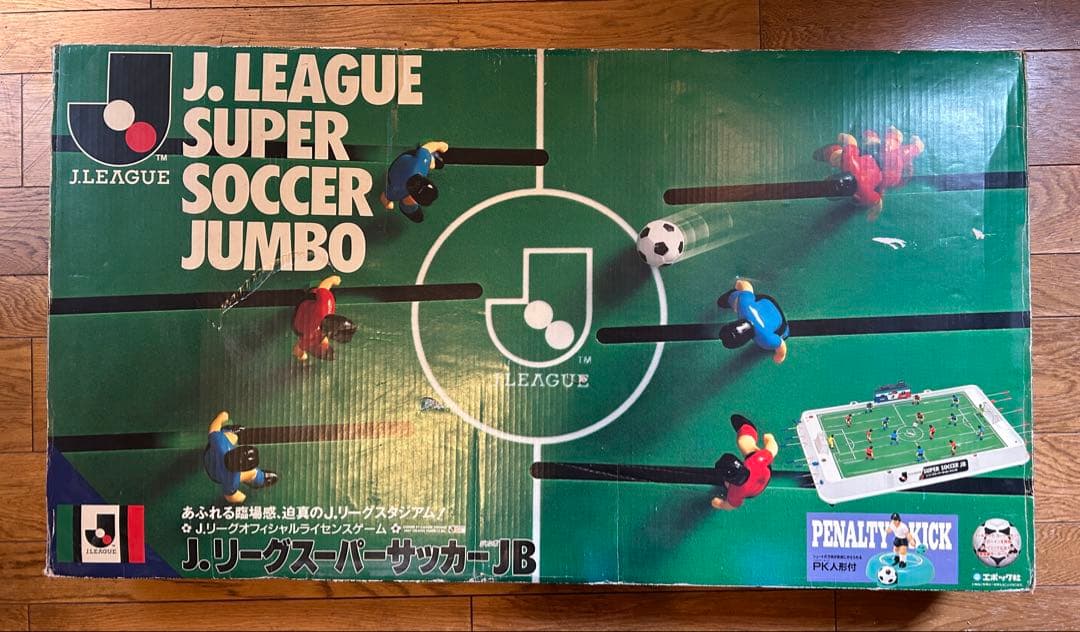 J. LEAGUE
SUPER
SOCCER
JUMBO
TM
J.LEAGUE
TM
J.LEAGUE
SUPER SOCCER JB
あふれる臨場感、迫真のJ.リーグスタジアム!
✿ J.リーグオフィシャルライセンスゲーム ✿
J.リーグスーパーサッカーJB
J.LEAGUE
PENALTY KICK
PK人形付
エポック社